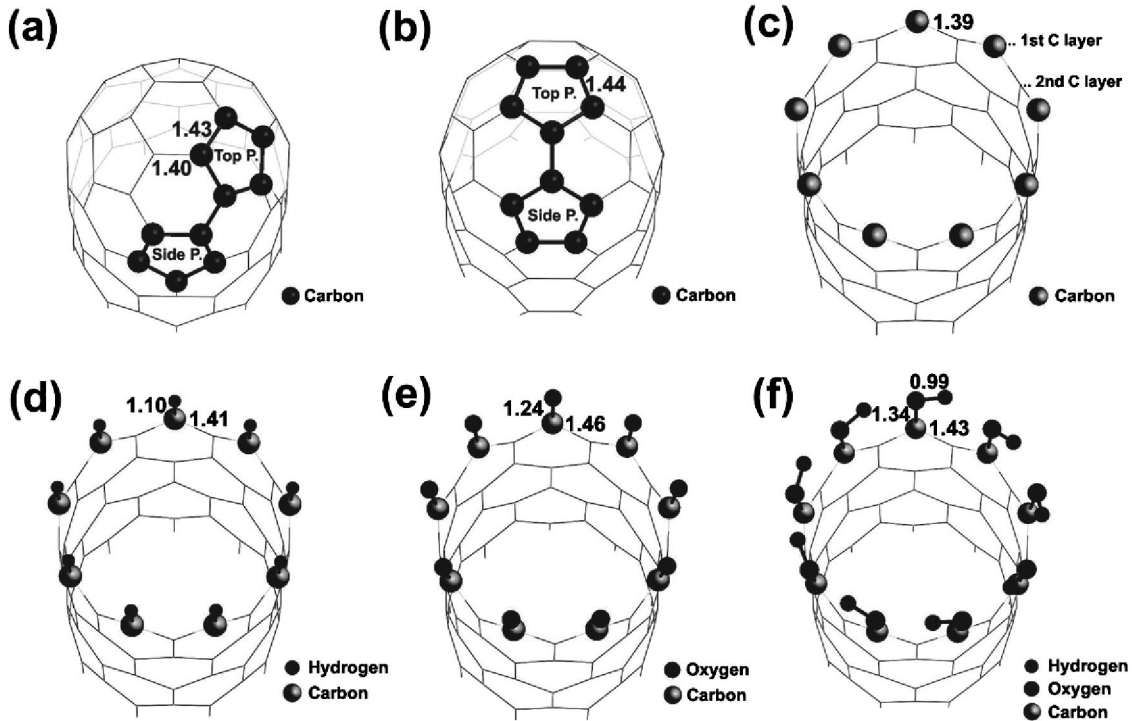 (a)
1.43
1.40
Top P.
Side P.
Carbon
(b)
Top P.
1.44
Side P.
Carbon
(c)
1.39
1st C layer
2nd C layer
Carbon
(d)
1.10
1.41
Hydrogen
Carbon
(e)
1.24
1.46
Oxygen
Carbon
(f)
0.99
1.34
1.43
Hydrogen
Oxygen
Carbon